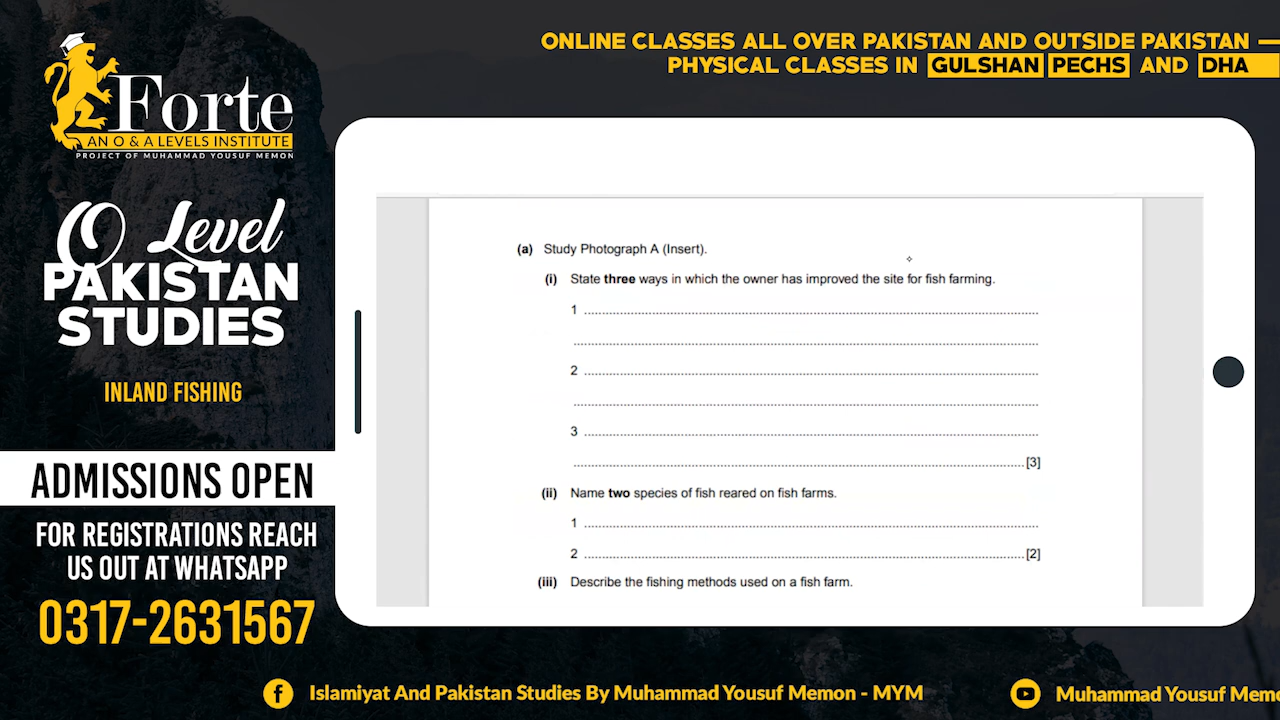 Forte
AN O & A LEVELS INSTITUTE
PROJECT OF MUHAMMAD YOUSUF MEMON
O Level
PAKISTAN
STUDIES
INLAND FISHING
ADMISSIONS OPEN
FOR REGISTRATIONS REACH
US OUT AT WHATSAPP
0317-2631567
ONLINE CLASSES ALL OVER PAKISTAN AND OUTSIDE PAKISTAN —
PHYSICAL CLASSES IN GULSHAN PECHS AND DHA
(a) Study Photograph A (Insert).
(i) State three ways in which the owner has improved the site for fish farming.
1
2
3
[3]
(ii) Name two species of fish reared on fish farms.
1
2 [2]
(iii) Describe the fishing methods used on a fish farm.
Islamiyat And Pakistan Studies By Muhammad Yousuf Memon - MYM
Muhammad Yousuf Memo